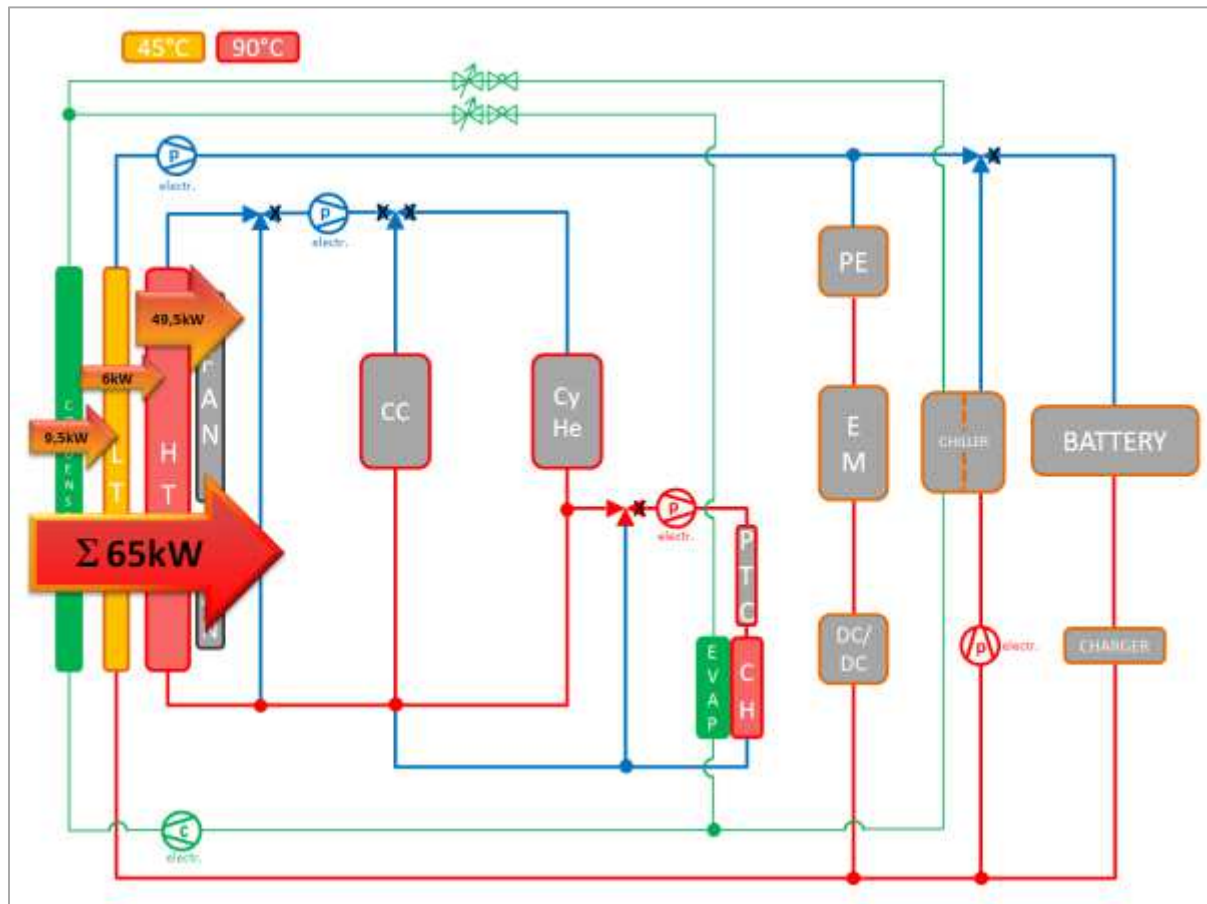 45°C
90°C
P
electr.
P
electr.
PE
49,5kW
6kW
9,5kW
L
T
H
T
CC
Cy
He
E
M
CHILLER
BATTERY
P
electr.
P
T
C
Σ 65kW
DC/
DC
p
electr.
CHARGER
E
V
A
P
C
H
C
electr.